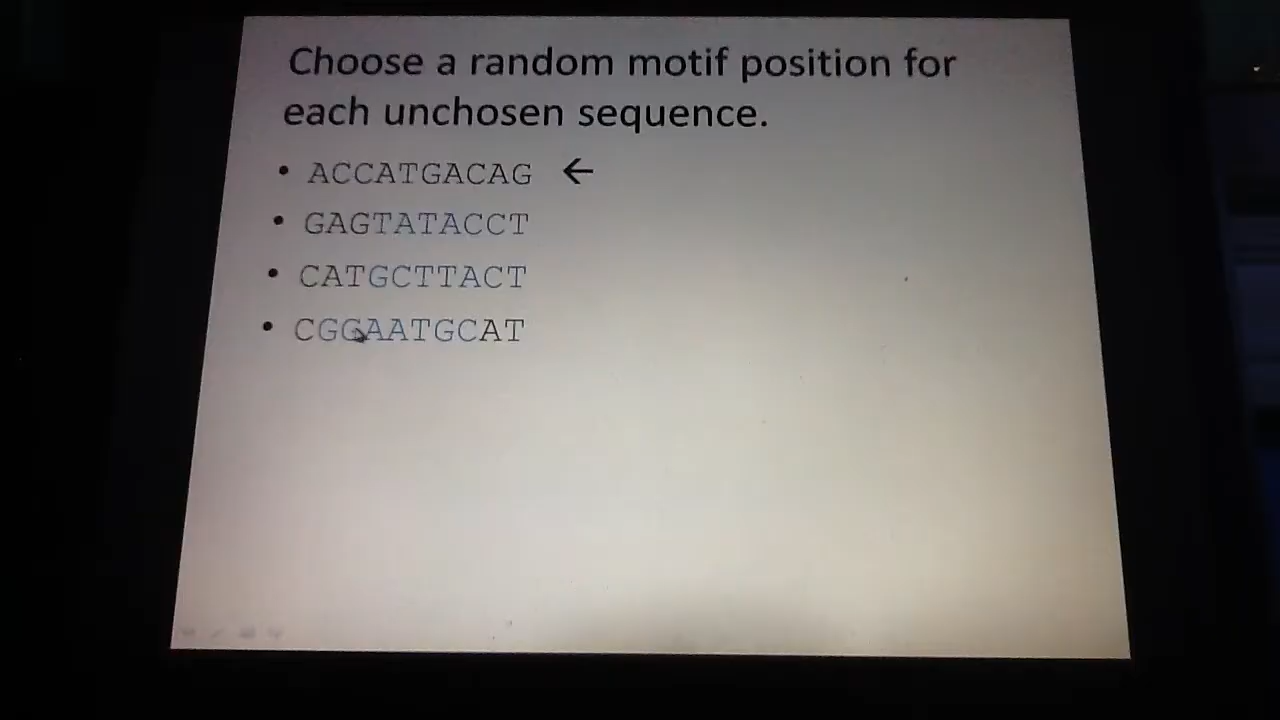 Choose a random motif position for
each unchosen sequence.
• ACCATGACAG ←
• GAGTATACCT
• CATGCTTACT
• CGGAATGCAT